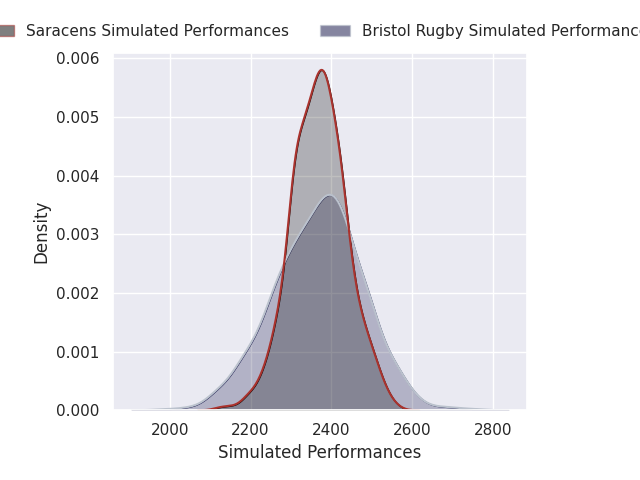 Saracens Simulated Performances
Bristol Rugby Simulated Performanc
0.006
0.005
0.004
0.003
0.002
0.001
0.000
Density
2000 2200 2400 2600 2800
Simulated Performances